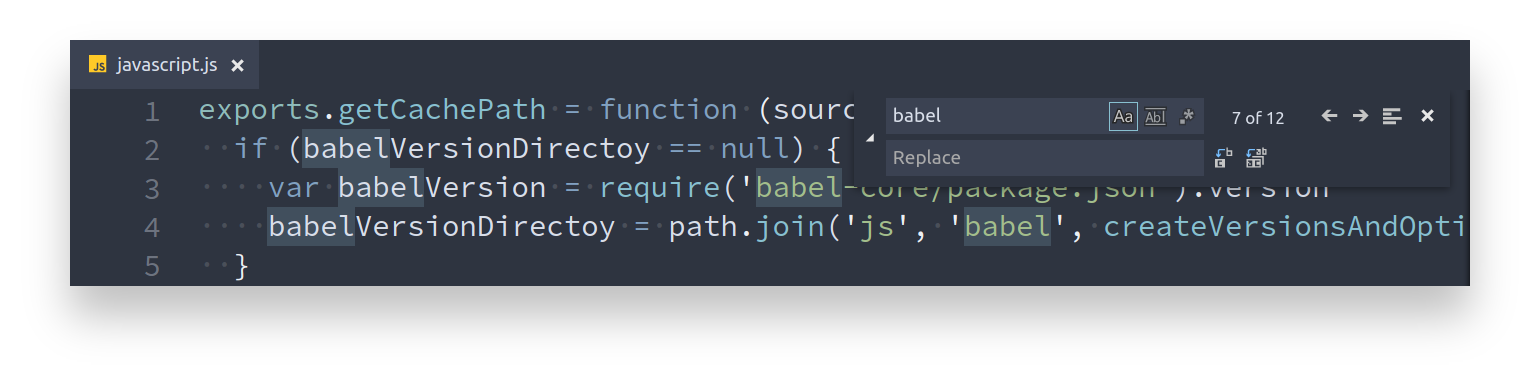 JS javascript.js ×
1 exports.getCachePath = function (sourc
babel Aa Abl .* 7 of 12
2 if (babelVersionDirectoy == null) {
Replace
3 var babelVersion = require('babel-core/package.json').version
4 babelVersionDirectoy = path.join('js', 'babel', createVersionsAndOpti
5 }